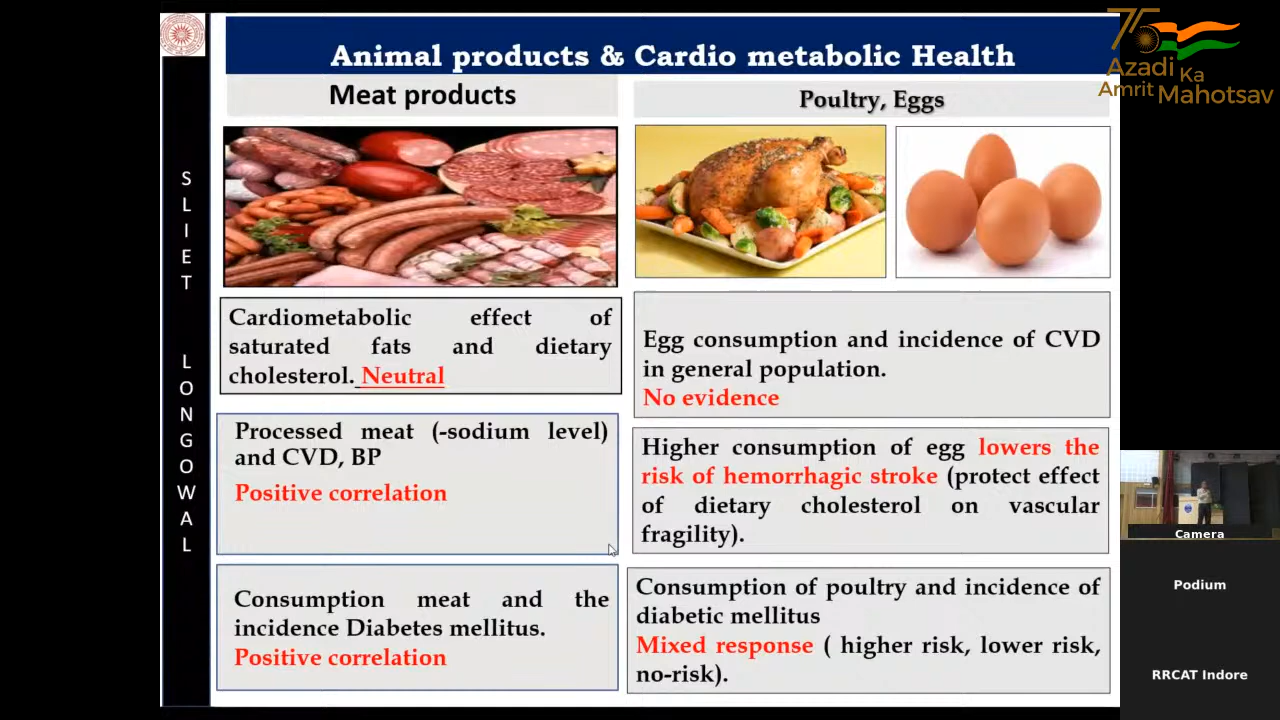 Animal products & Cardio metabolic Health
Meat products
Poultry, Eggs
Cardiometabolic effect of
saturated fats and dietary
cholesterol. Neutral
Processed meat (-sodium level)
and CVD, BP
Positive correlation
Consumption meat and the
incidence Diabetes mellitus.
Positive correlation
Egg consumption and incidence of CVD
in general population.
No evidence
Higher consumption of egg lowers the
risk of hemorrhagic stroke (protect effect
of dietary cholesterol on vascular
fragility).
Consumption of poultry and incidence of
diabetic mellitus
Mixed response ( higher risk, lower risk,
no-risk).
SLIET
LONGOWAL
75
Azadi Ka
Amrit Mahotsav
Camera
Podium
RRCAT Indore